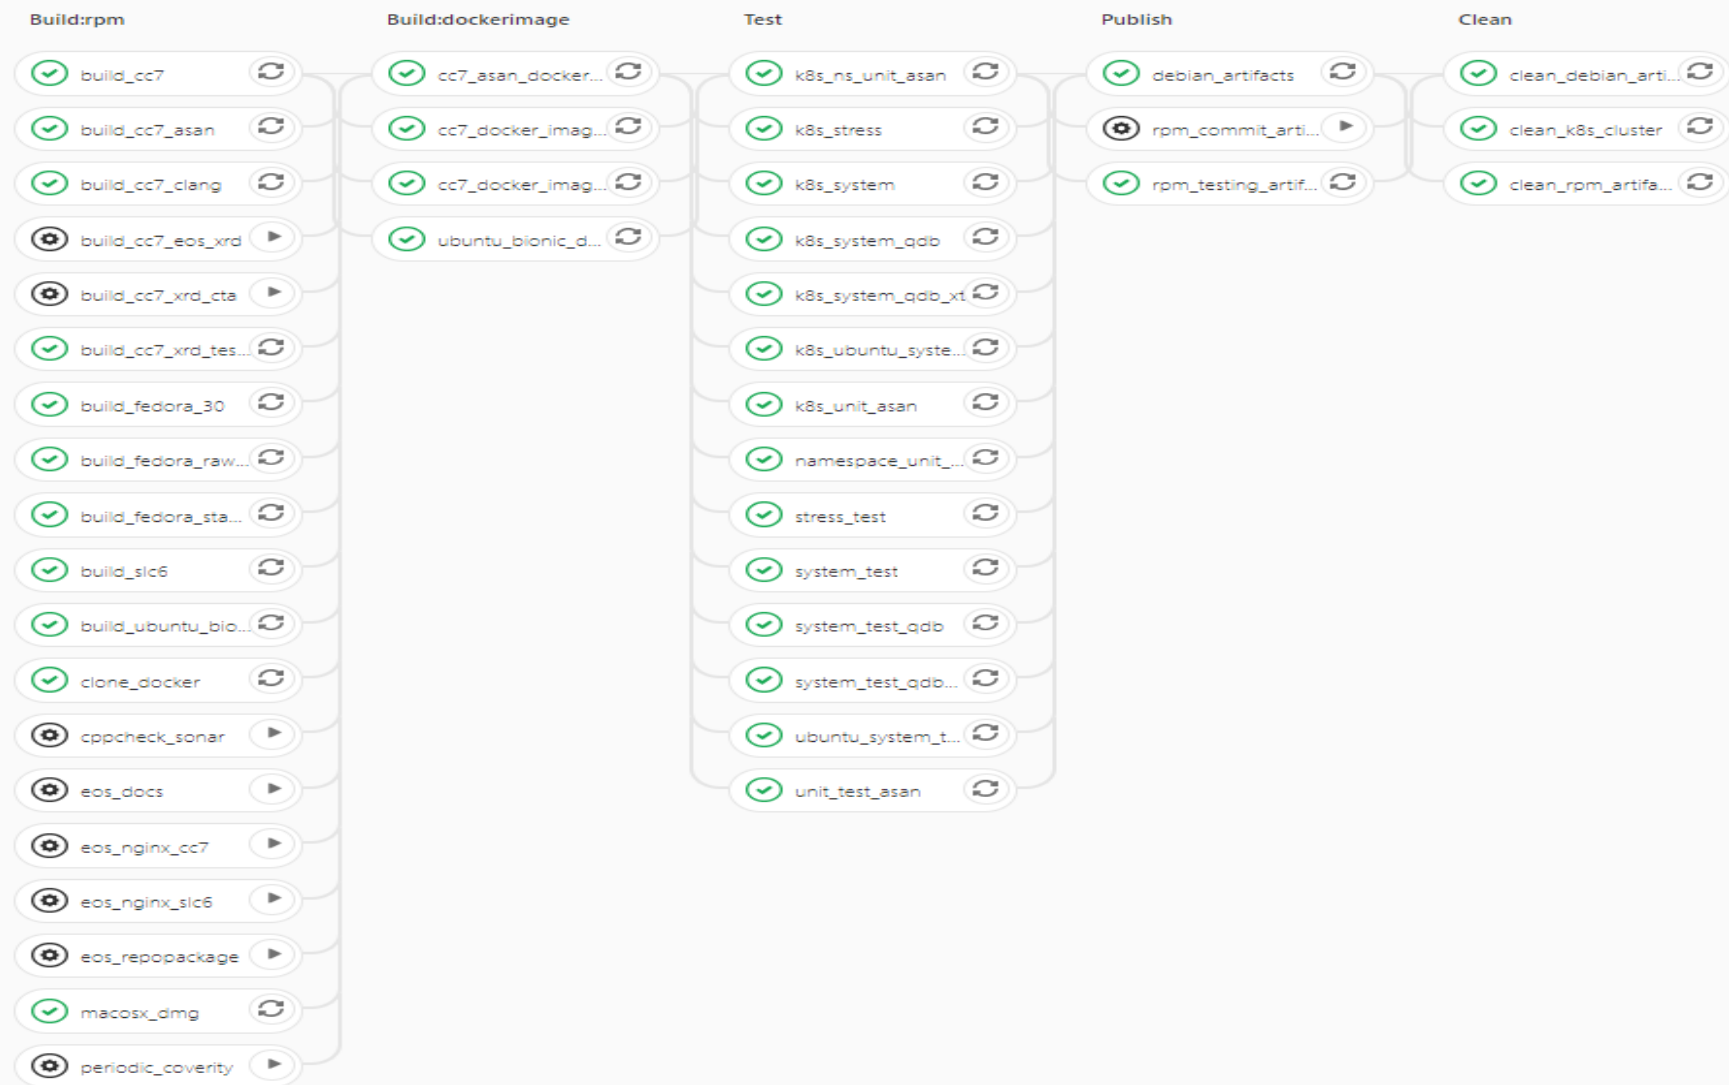 Build:rpm
build_cc7
build_cc7_asan
build_cc7_clang
build_cc7_eos_xrd
build_cc7_xrd_cta
build_cc7_xrd_tes...
build_fedora_30
build_fedora_raw...
build_fedora_sta...
build_slc6
build_ubuntu_bio...
clone_docker
cppcheck_sonar
eos_docs
eos_nginx_cc7
eos_nginx_slc6
eos_repopackage
macosx_dmg
periodic_coverity
Build:dockerimage
cc7_asan_docker...
cc7_docker_imag...
cc7_docker_imag...
ubuntu_bionic_d...
Test
k8s_ns_unit_asan
k8s_stress
k8s_system
k8s_system_qdb
k8s_system_qdb_xt
k8s_ubuntu_syste...
k8s_unit_asan
namespace_unit_...
stress_test
system_test
system_test_qdb
system_test_qdb...
ubuntu_system_t...
unit_test_asan
Publish
debian_artifacts
rpm_commit_arti...
rpm_testing_artif...
Clean
clean_debian_arti...
clean_k8s_cluster
clean_rpm_artifa...